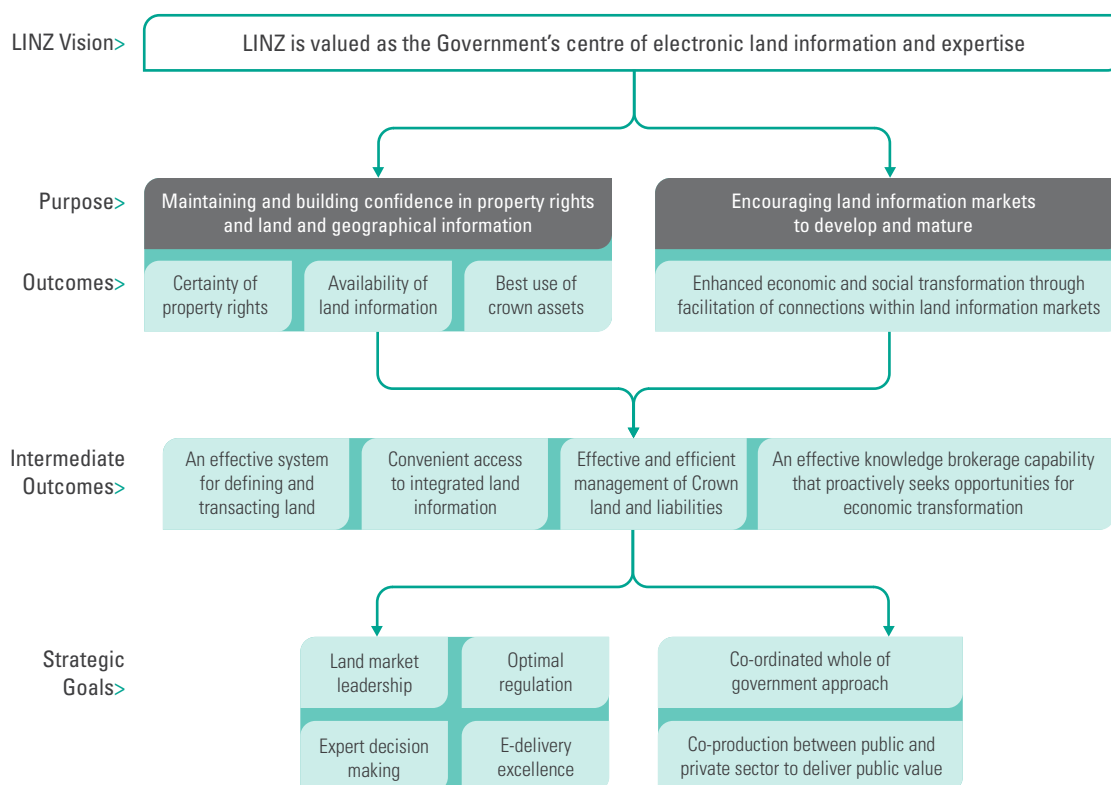 LINZ Vision>
LINZ is valued as the Government’s centre of electronic land information and expertise
Purpose>
Maintaining and building confidence in property rights
and land and geographical information
Encouraging land information markets
to develop and mature
Outcomes>
Certainty of
property rights
Availability of
land information
Best use of
crown assets
Enhanced economic and social transformation through
facilitation of connections within land information markets
Intermediate
Outcomes>
An effective system
for defining and
transacting land
Convenient access
to integrated land
information
Effective and efficient
management of Crown
land and liabilities
An effective knowledge brokerage capability
that proactively seeks opportunities for
economic transformation
Strategic
Goals>
Land market
leadership
Optimal
regulation
Co-ordinated whole of
government approach
Expert decision
making
E-delivery
excellence
Co-production between public and
private sector to deliver public value